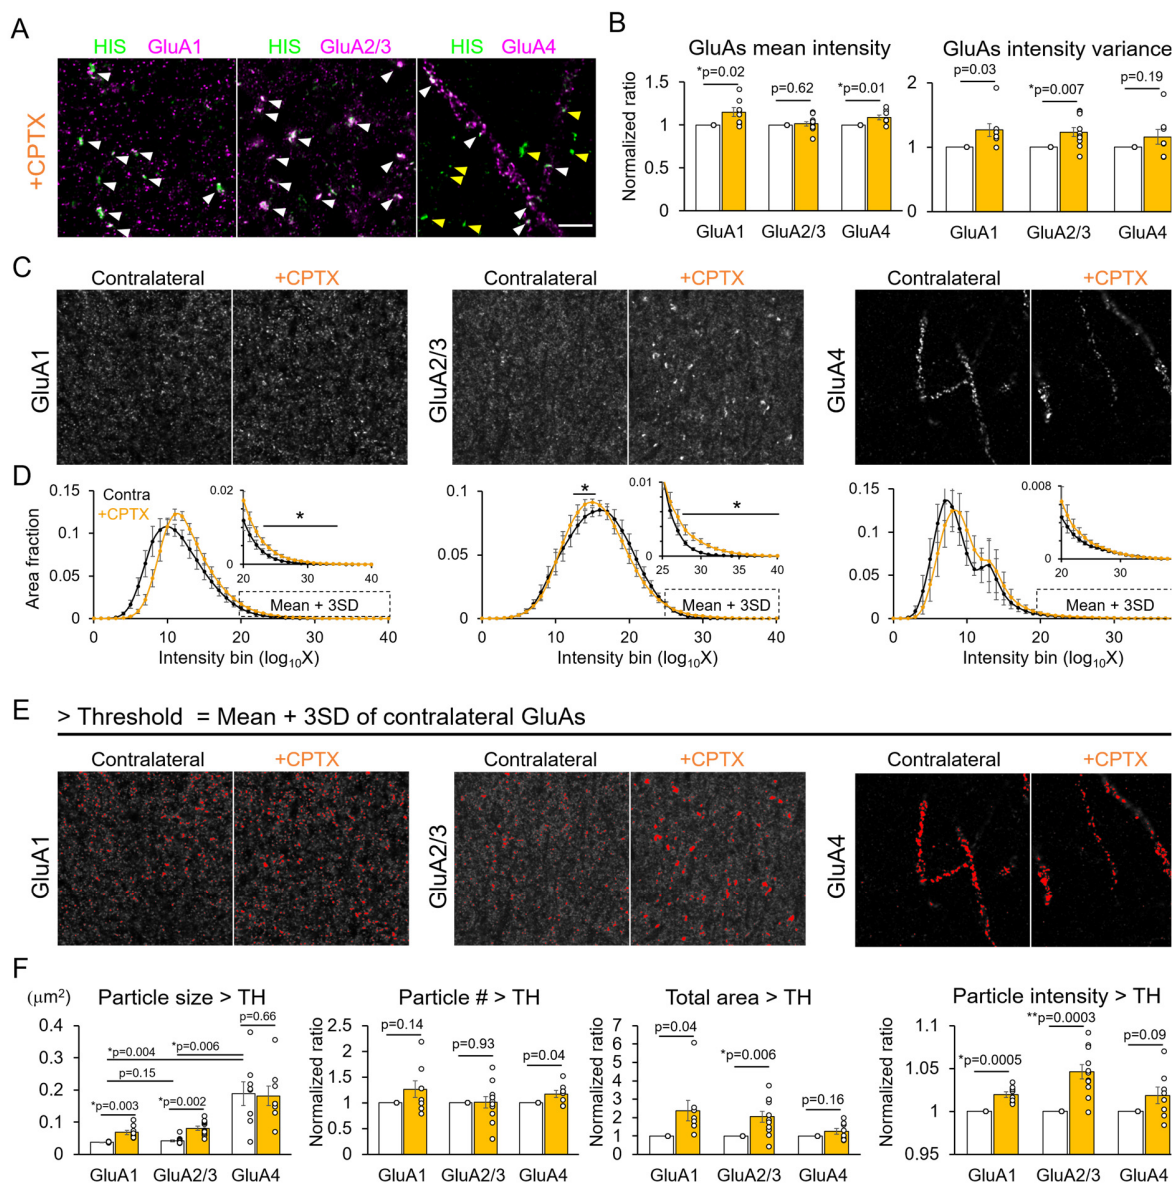 A
HIS GluA1
HIS GluA2/3
HIS GluA4
+CPTX
B
GluAs mean intensity
Normalized ratio
1.5
1
0.5
0
*p=0.02
p=0.62
*p=0.01
GluA1 GluA2/3 GluA4
GluAs intensity variance
2
1
0
p=0.03
*p=0.007
p=0.19
GluA1 GluA2/3 GluA4
C
Contralateral +CPTX
GluA1
Contralateral +CPTX
GluA2/3
Contralateral +CPTX
GluA4
D
Area fraction
0.15
0.1
0.05
0
Contra
+CPTX
0.02
0
20 30 40
*
Mean + 3SD
0 10 20 30 40
Intensity bin (log10X)
0.1
0.05
0
*
0.01
0
25 30 35 40
*
Mean + 3SD
0 10 20 30 40
Intensity bin (log10X)
0.15
0.1
0.05
0
0.008
0
20 30
Mean + 3SD
0 10 20 30
Intensity bin (log10X)
E
> Threshold = Mean + 3SD of contralateral GluAs
Contralateral +CPTX
GluA1
Contralateral +CPTX
GluA2/3
Contralateral +CPTX
GluA4
F
(μm²)
Particle size > TH
0.4
0.3
0.2
0.1
0
p=0.66
*p=0.006
*p=0.004
p=0.15
*p=0.003
*p=0.002
GluA1 GluA2/3 GluA4
Particle # > TH
Normalized ratio
2.5
2
1.5
1
0.5
0
p=0.14
p=0.93
p=0.04
GluA1 GluA2/3 GluA4
Total area > TH
Normalized ratio
7
6
5
4
3
2
1
0
p=0.04
*p=0.006
p=0.16
GluA1 GluA2/3 GluA4
Particle intensity > TH
Normalized ratio
1.1
1.05
1
0.95
*p=0.0005
**p=0.0003
p=0.09
GluA1 GluA2/3 GluA4